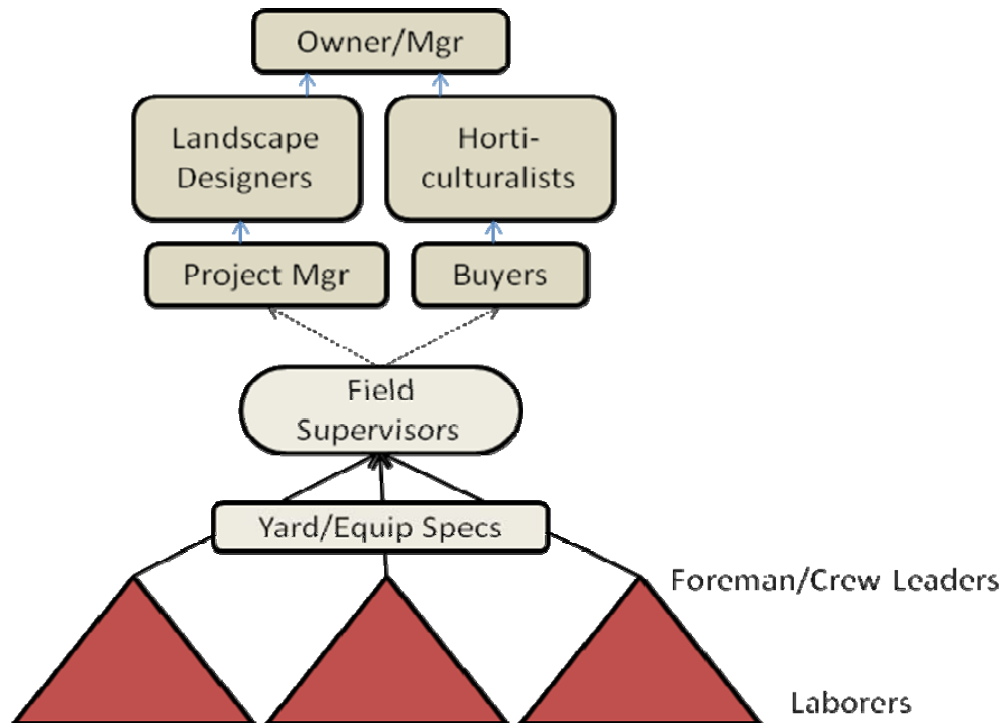 Owner/Mgr
Landscape
Designers
Horti-
culturalists
Project Mgr
Buyers
Field
Supervisors
Yard/Equip Specs
Foreman/Crew Leaders
Laborers